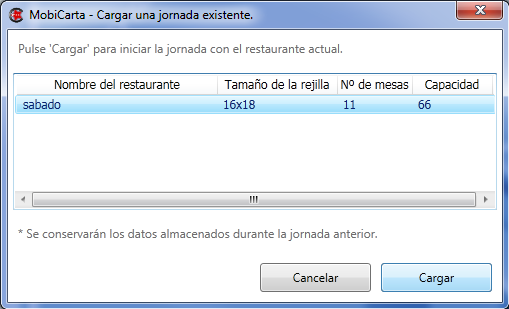 MobiCarta - Cargar una jornada existente.
Pulse 'Cargar' para iniciar la jornada con el restaurante actual.
Nombre del restaurante Tamaño de la rejilla Nº de mesas Capacidad
sabado 16x18 11 66
* Se conservarán los datos almacenados durante la jornada anterior.
Cancelar Cargar